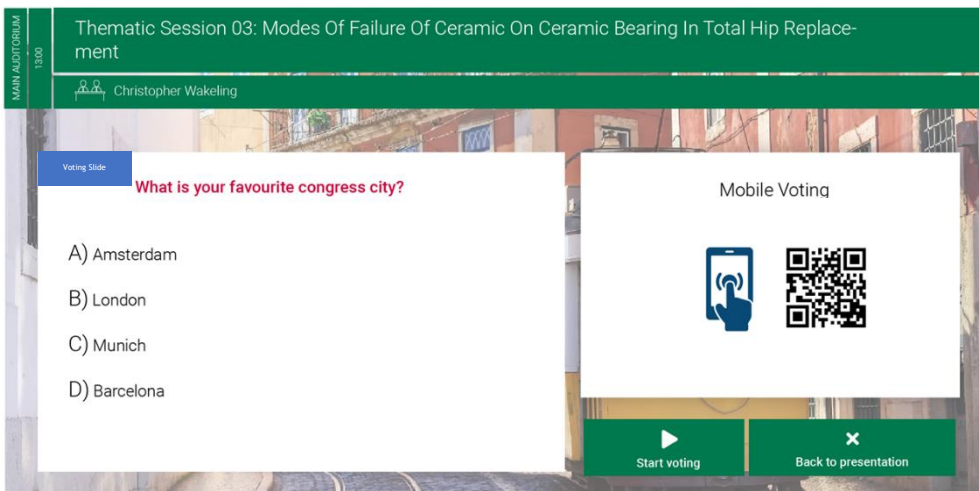 MAIN AUDITORIUM
13:00
Thematic Session 03: Modes Of Failure Of Ceramic On Ceramic Bearing In Total Hip Replace-
ment
Christopher Wakeling
Voting Slide
What is your favourite congress city?
A) Amsterdam
B) London
C) Munich
D) Barcelona
Mobile Voting
Start voting
Back to presentation